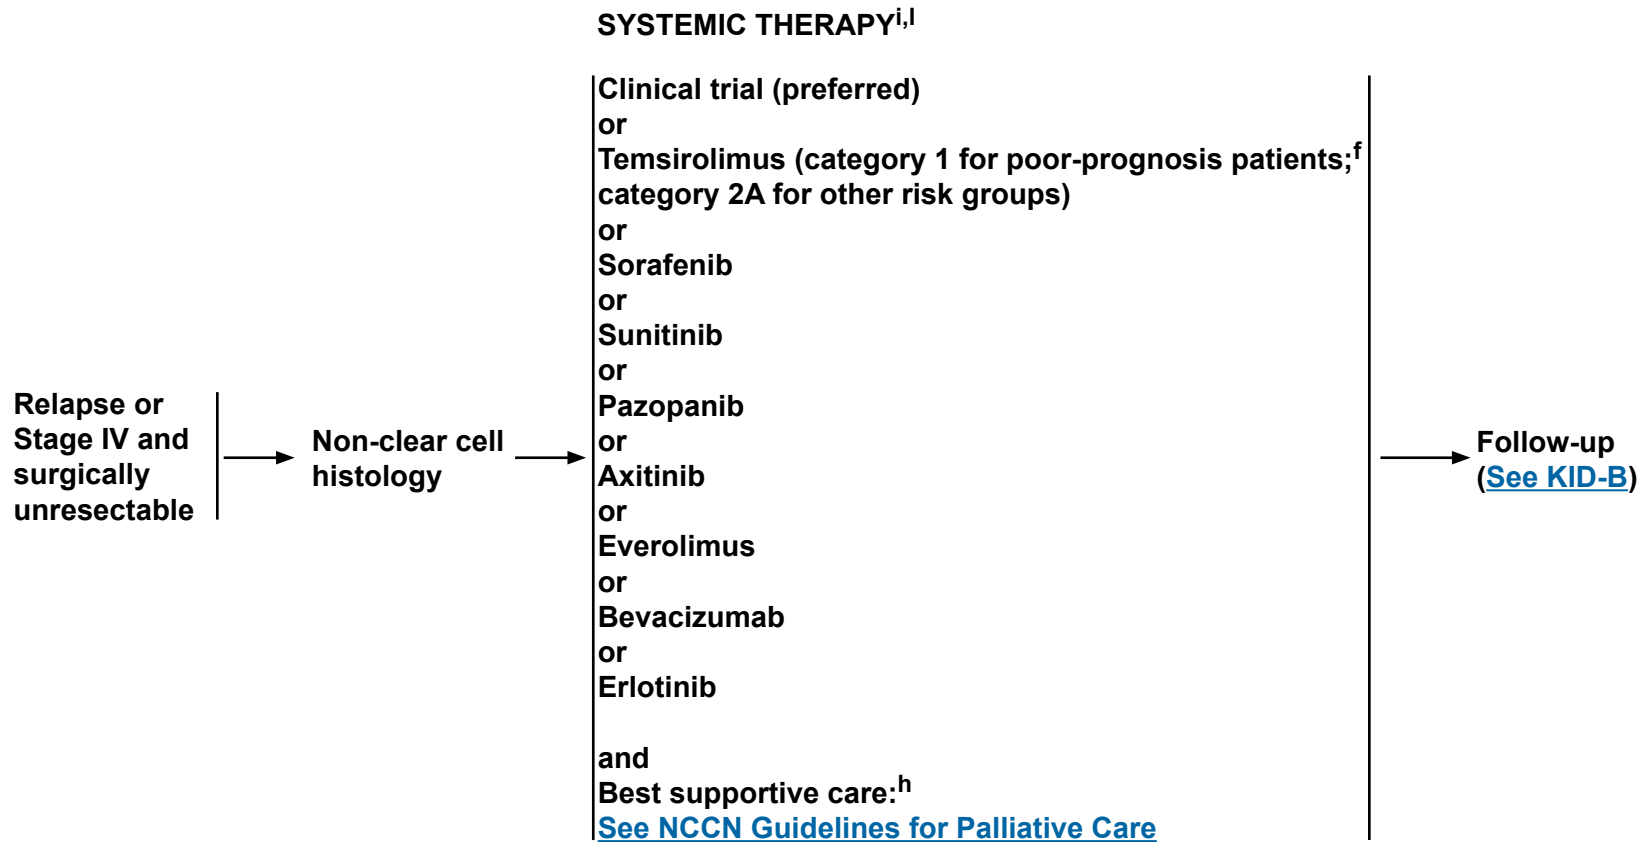 SYSTEMIC THERAPYi,l
Relapse or
Stage IV and
surgically
unresectable
Non-clear cell
histology
Clinical trial (preferred)
or
Temsirolimus (category 1 for poor-prognosis patients;f
category 2A for other risk groups)
or
Sorafenib
or
Sunitinib
or
Pazopanib
or
Axitinib
or
Everolimus
or
Bevacizumab
or
Erlotinib
and
Best supportive care:h
See NCCN Guidelines for Palliative Care
Follow-up
(See KID-B)